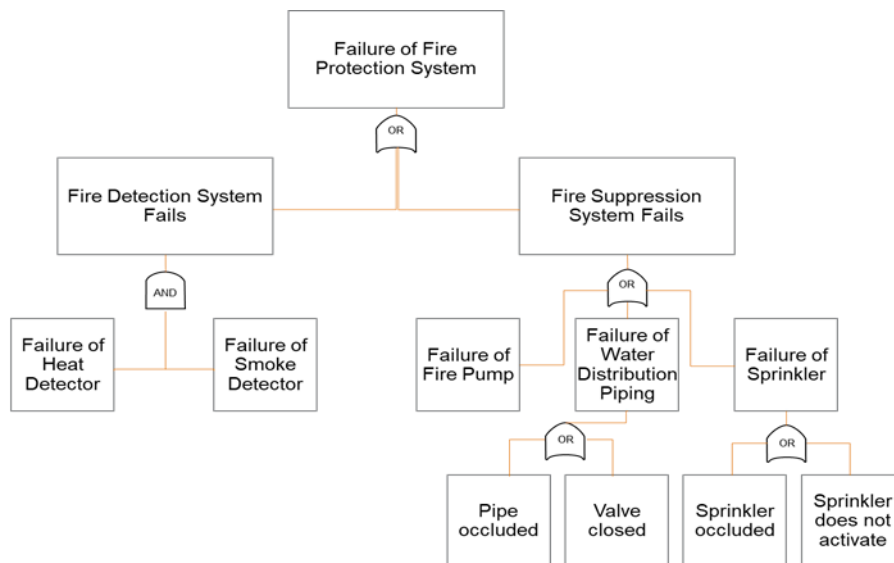 Failure of Fire
Protection System
OR
Fire Detection System
Fails
Fire Suppression
System Fails
AND
OR
Failure of
Heat
Detector
Failure of
Smoke
Detector
Failure of
Fire Pump
Failure of
Water
Distribution
Piping
Failure of
Sprinkler
OR
OR
Pipe
occluded
Valve
closed
Sprinkler
occluded
Sprinkler
does not
activate